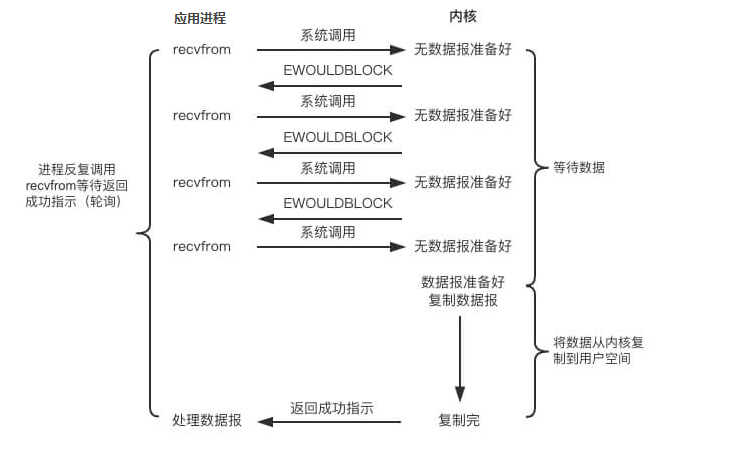 应用进程
内核
系统调用
recvfrom
无数据报准备好
EWOULDBLOCK
系统调用
recvfrom
无数据报准备好
EWOULDBLOCK
系统调用
recvfrom
无数据报准备好
EWOULDBLOCK
系统调用
recvfrom
无数据报准备好
进程反复调用
recvfrom等待返回
成功指示（轮询）
等待数据
数据报准备好
复制数据报
将数据从内核复
制到用户空间
返回成功指示
处理数据报
复制完